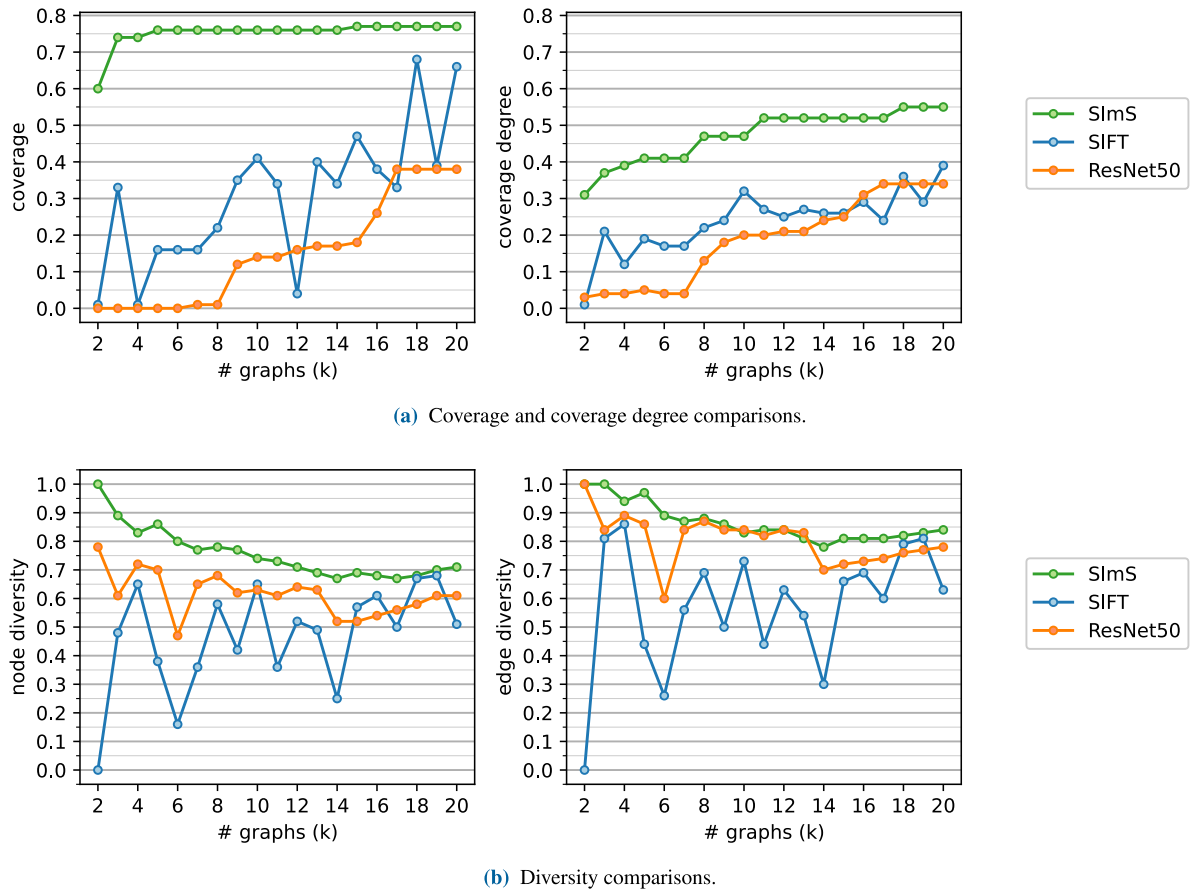 0.8
0.7
0.6
0.5
0.4
0.3
0.2
0.1
0.0
coverage
2 4 6 8 10 12 14 16 18 20
# graphs (k)
0.8
0.7
0.6
0.5
0.4
0.3
0.2
0.1
0.0
coverage degree
2 4 6 8 10 12 14 16 18 20
# graphs (k)
SImS
SIFT
ResNet50
(a) Coverage and coverage degree comparisons.
1.0
0.9
0.8
0.7
0.6
0.5
0.4
0.3
0.2
0.1
0.0
node diversity
2 4 6 8 10 12 14 16 18 20
# graphs (k)
1.0
0.9
0.8
0.7
0.6
0.5
0.4
0.3
0.2
0.1
0.0
edge diversity
2 4 6 8 10 12 14 16 18 20
# graphs (k)
SImS
SIFT
ResNet50
(b) Diversity comparisons.